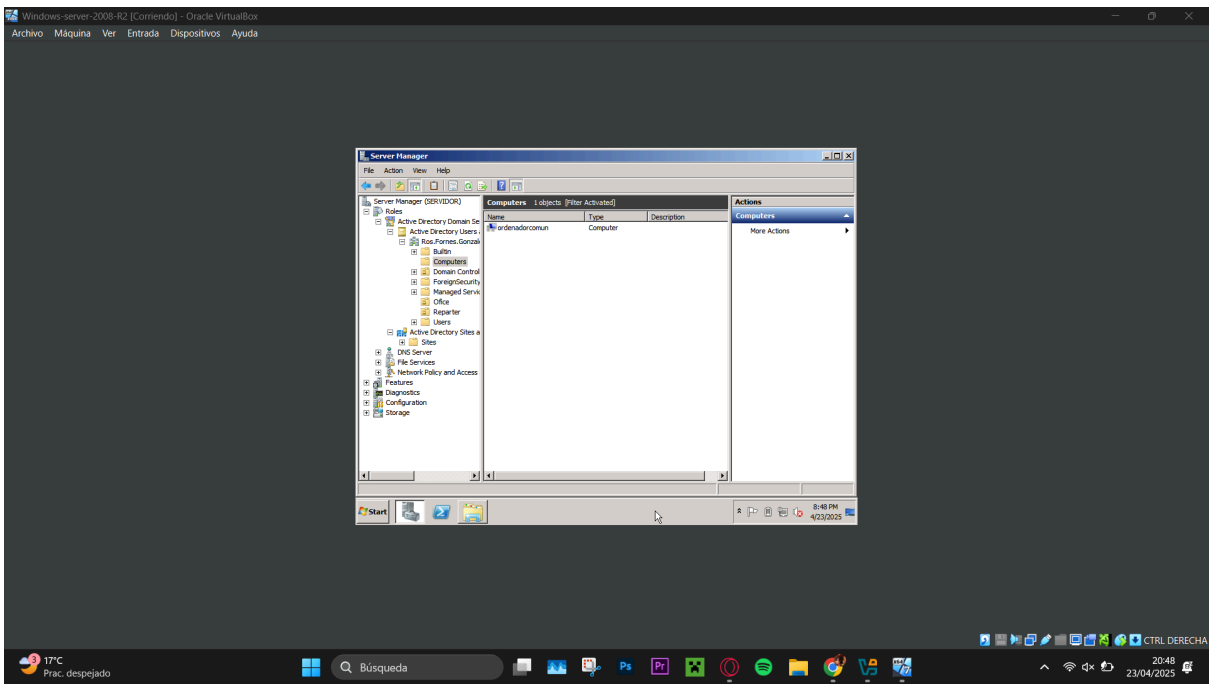 Windows-server-2008-R2 [Corriendo] - Oracle VirtualBox
Archivo Máquina Ver Entrada Dispositivos Ayuda
Server Manager
File Action View Help
Server Manager (SERVIDOR)
Roles
Active Directory Domain Se
Active Directory Users
Ros.Fornes.Gonzal
Builtin
Computers
Domain Control
ForeignSecurity
Managed Servic
Ofice
Reparter
Users
Active Directory Sites a
Sites
DNS Server
File Services
Network Policy and Access
Features
Diagnostics
Configuration
Storage
Computers 1 objects [Filter Activated]
Name Type Description
ordenadorcomun Computer
Actions
Computers
More Actions
Start
8:48 PM
4/23/2025
CTRL DERECHA
3
17°C
Prac. despejado
Búsqueda
Ps
Pr
20:48
23/04/2025